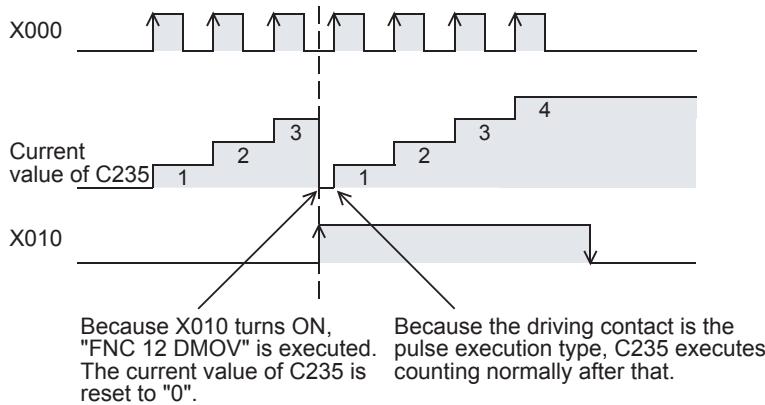 X000
Current
value of C235
1
2
3
1
2
3
4
X010
Because X010 turns ON,
"FNC 12 DMOV" is executed.
The current value of C235 is
reset to "0".
Because the driving contact is the
pulse execution type, C235 executes
counting normally after that.